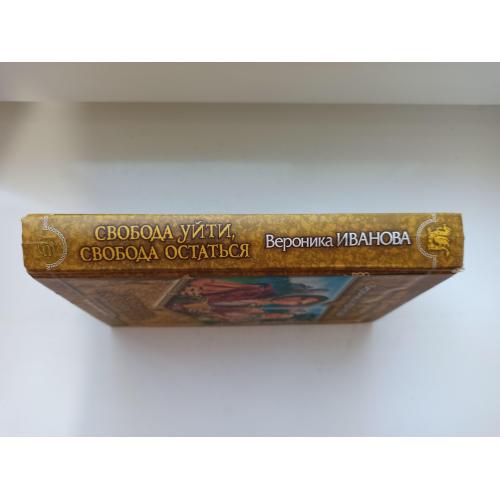 СВОБОДА УЙТИ,
СВОБОДА ОСТАТЬСЯ
Вероника ИВАНОВА